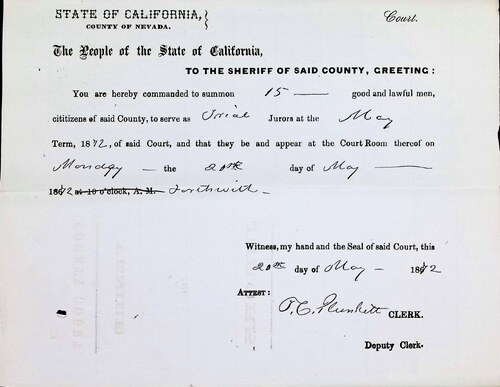 STATE OF CALIFORNIA, } Court.
COUNTY OF NEVADA.
The People of the State of California,
TO THE SHERIFF OF SAID COUNTY, GREETING:
You are hereby commanded to summon 15 good and lawful men,
cititizens of said County, to serve as Trial Jurors at the May
Term, 1872, of said Court, and that they be and appear at the Court Room thereof on
Monday — the 20th day of May —
1872 at 10 o'clock, A. M. Forthwith —
Witness, my hand and the Seal of said Court, this
20th day of May — 1872
ATTEST:
P. C. Plunkett CLERK.
Deputy Clerk.